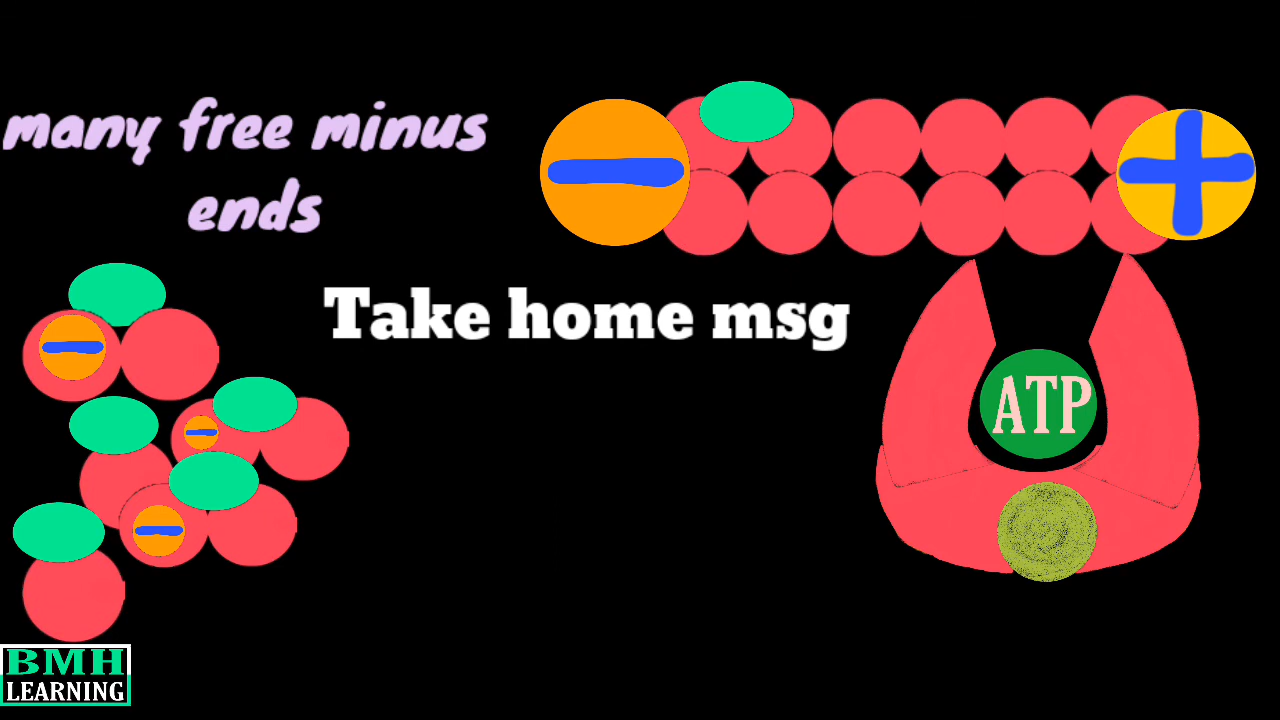 many free minus
ends
Take home msg
ATP
BMH
LEARNING